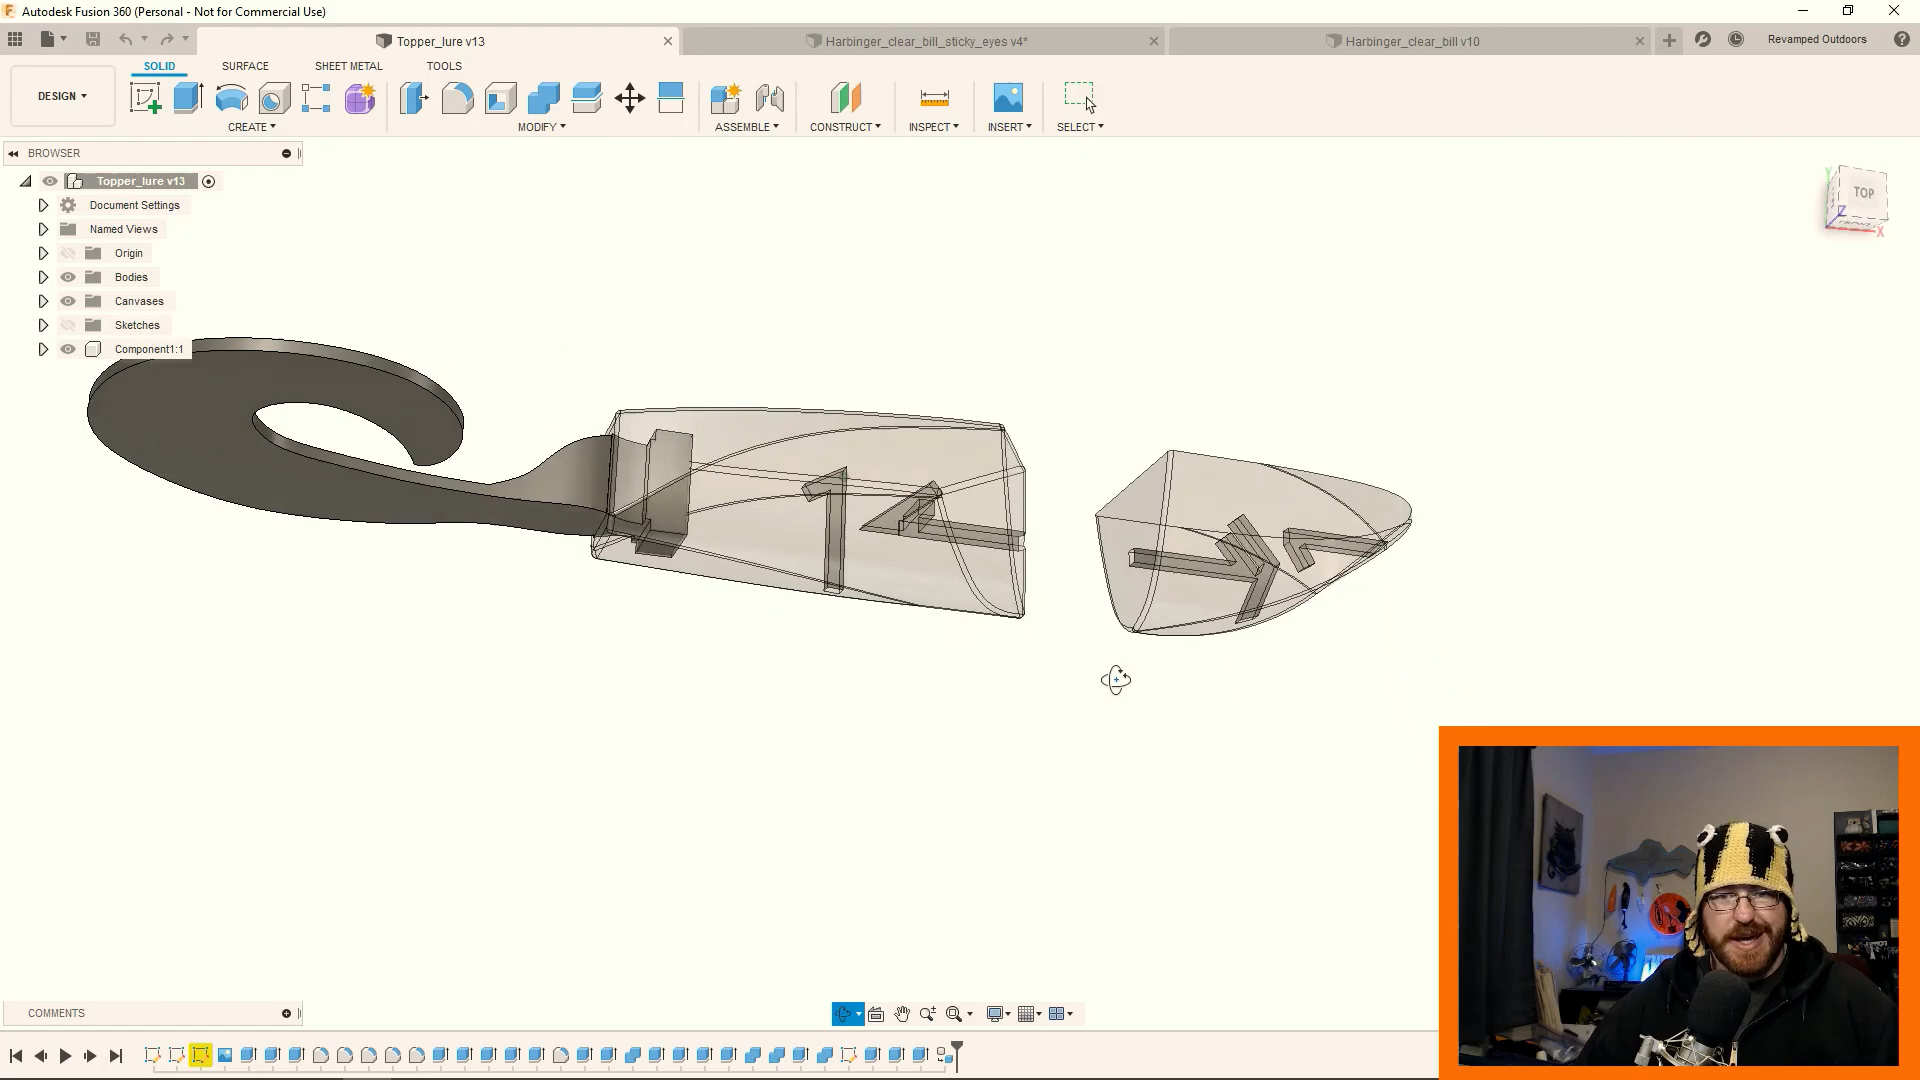 Autodesk Fusion 360 (Personal - Not for Commercial Use)
Topper_lure v13
Harbinger_clear_bill_sticky_eyes v4*
Harbinger_clear_bill v10
Revamped Outdoors
SOLID
SURFACE
SHEET METAL
TOOLS
DESIGN
CREATE
MODIFY
ASSEMBLE
CONSTRUCT
INSPECT
INSERT
SELECT
BROWSER
Topper_lure v13
Document Settings
Named Views
Origin
Bodies
Canvases
Sketches
Component1:1
TOP
Y
Z
X
COMMENTS